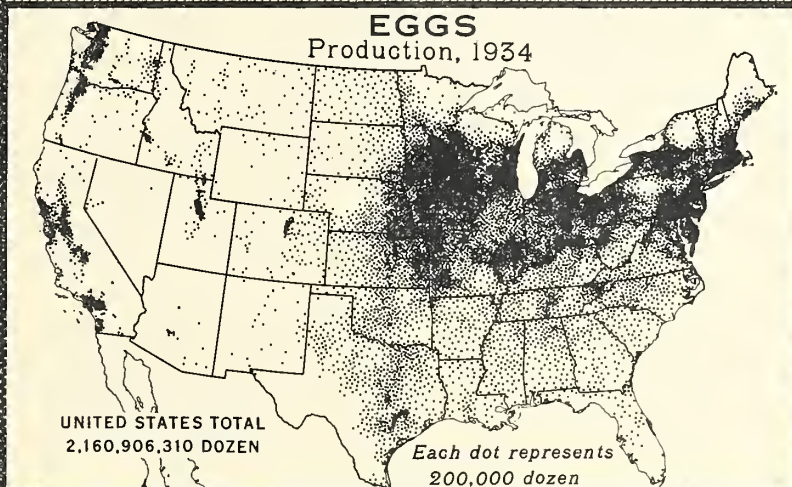 EGGS
Production, 1934
UNITED STATES TOTAL
2,160,906,310 DOZEN
Each dot represents
200,000 dozen